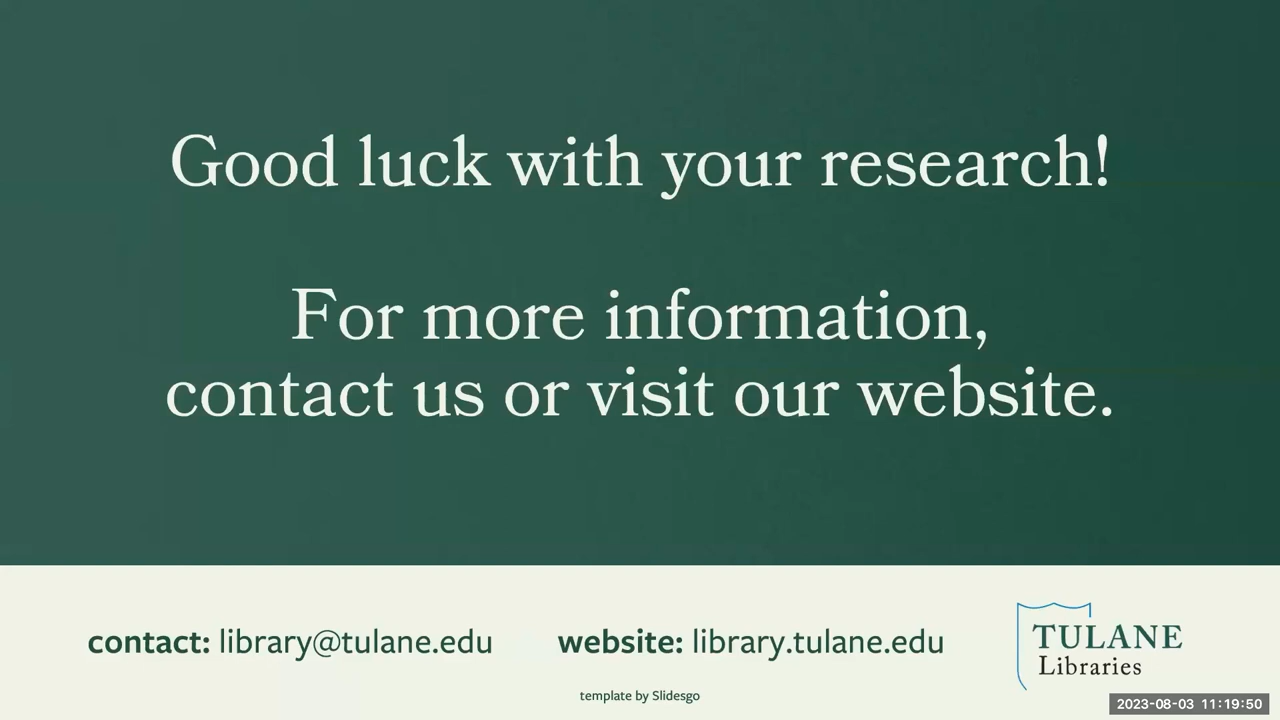 Good luck with your research!
For more information,
contact us or visit our website.
contact: library@tulane.edu website: library.tulane.edu
TULANE
Libraries
template by Slidesgo
2023-08-03 11:19:50